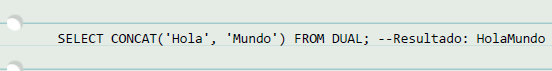 SELECT CONCAT('Hola', 'Mundo') FROM DUAL; --Resultado: HolaMundo